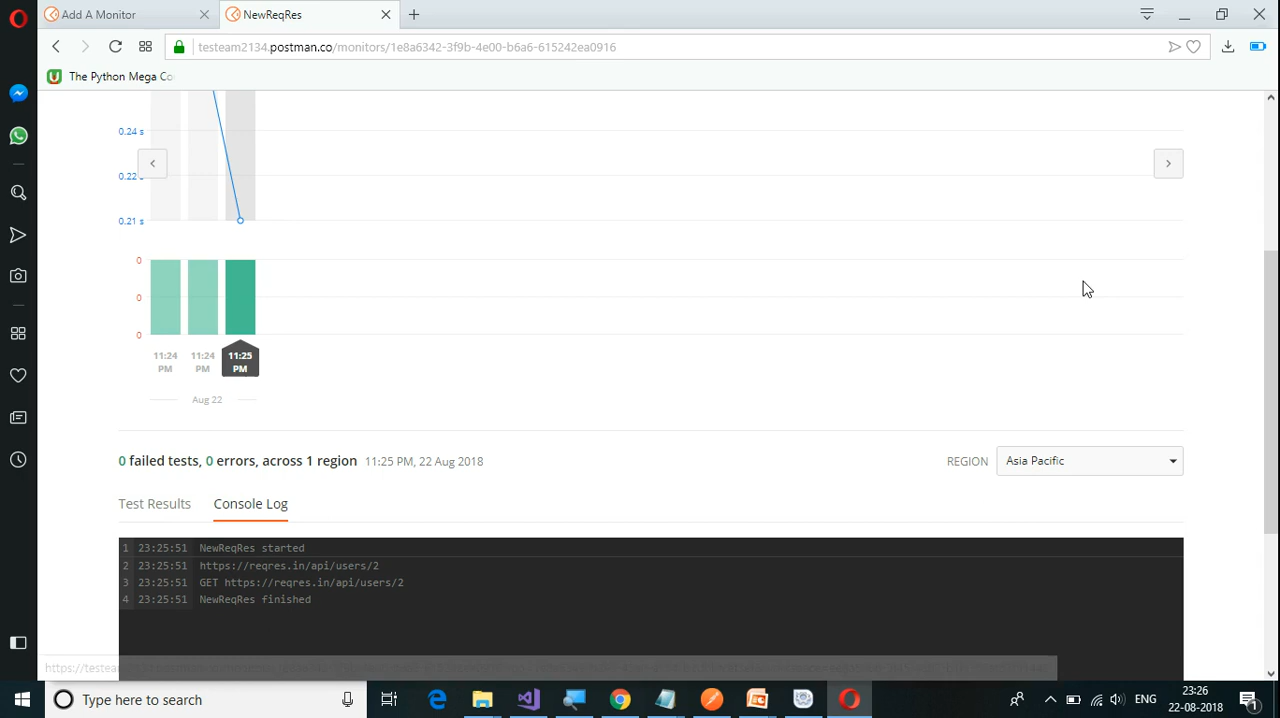 Add A Monitor
NewReqRes
testeam2134.postman.co/monitors/1e8a6342-3f9b-4e00-b6a6-615242ea0916
The Python Mega Co
0.24 s
0.22 s
0.21 s
0
0
0
11:24 PM
11:24 PM
11:25 PM
Aug 22
0 failed tests, 0 errors, across 1 region 11:25 PM, 22 Aug 2018
REGION Asia Pacific
Test Results Console Log
1 23:25:51 NewReqRes started
2 23:25:51 https://reqres.in/api/users/2
3 23:25:51 GET https://reqres.in/api/users/2
4 23:25:51 NewReqRes finished
Type here to search
ENG
23:26
22-08-2018
1